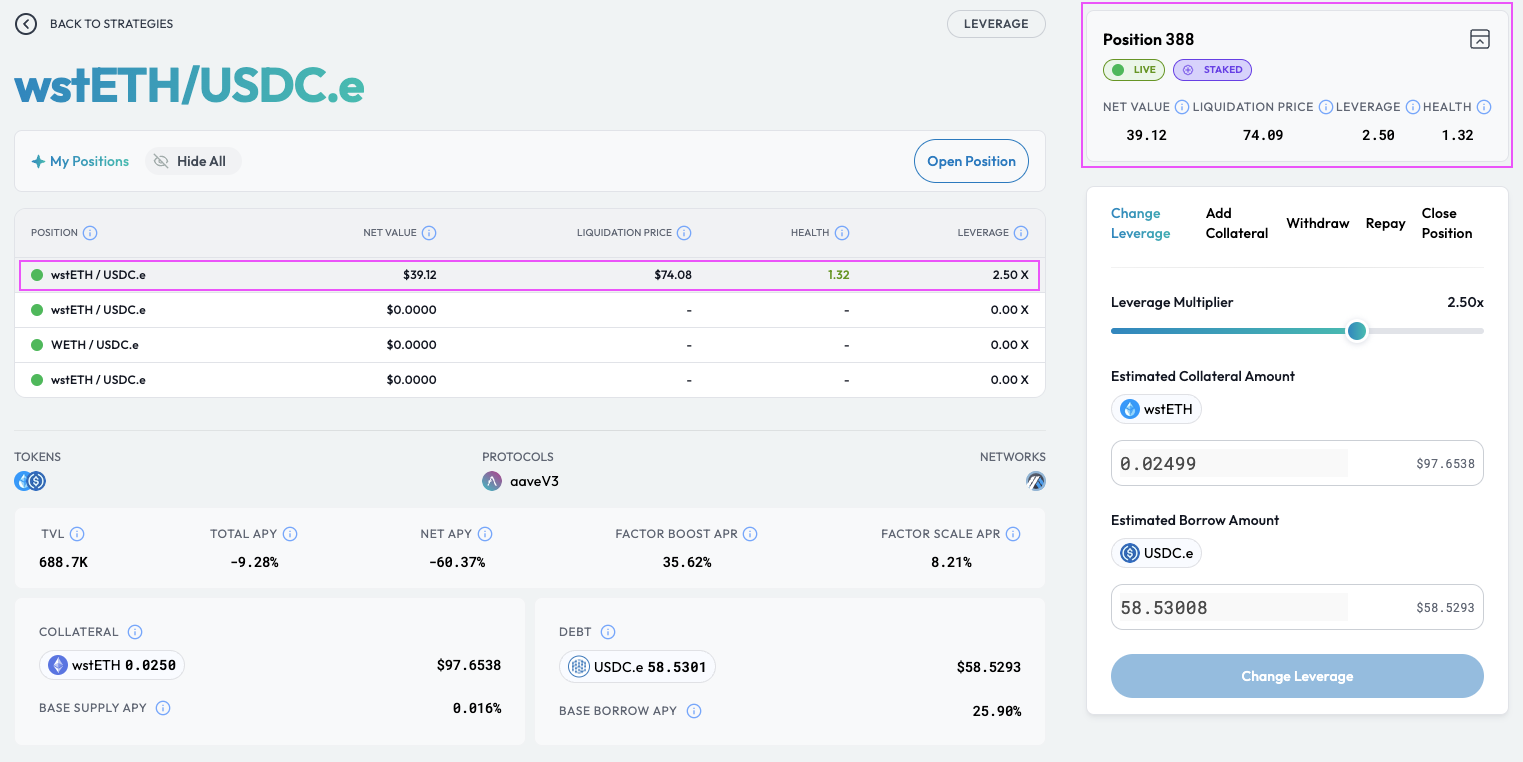 BACK TO STRATEGIES
LEVERAGE
wstETH/USDC.e
My Positions Hide All Open Position
POSITION NET VALUE LIQUIDATION PRICE HEALTH LEVERAGE
wstETH / USDC.e $39.12 $74.08 1.32 2.50 X
wstETH / USDC.e $0.0000 - - 0.00 X
WETH / USDC.e $0.0000 - - 0.00 X
wstETH / USDC.e $0.0000 - - 0.00 X
TOKENS PROTOCOLS NETWORKS
aaveV3
TVL TOTAL APY NET APY FACTOR BOOST APR FACTOR SCALE APR
688.7K -9.28% -60.37% 35.62% 8.21%
COLLATERAL
wstETH 0.0250 $97.6538
BASE SUPPLY APY 0.016%
DEBT
USDC.e 58.5301 $58.5293
BASE BORROW APY 25.90%
Position 388
LIVE STAKED
NET VALUE LIQUIDATION PRICE LEVERAGE HEALTH
39.12 74.09 2.50 1.32
Change Leverage
Add Collateral
Withdraw
Repay
Close Position
Leverage Multiplier 2.50x
Estimated Collateral Amount
wstETH
0.02499 $97.6538
Estimated Borrow Amount
USDC.e
58.53008 $58.5293
Change Leverage